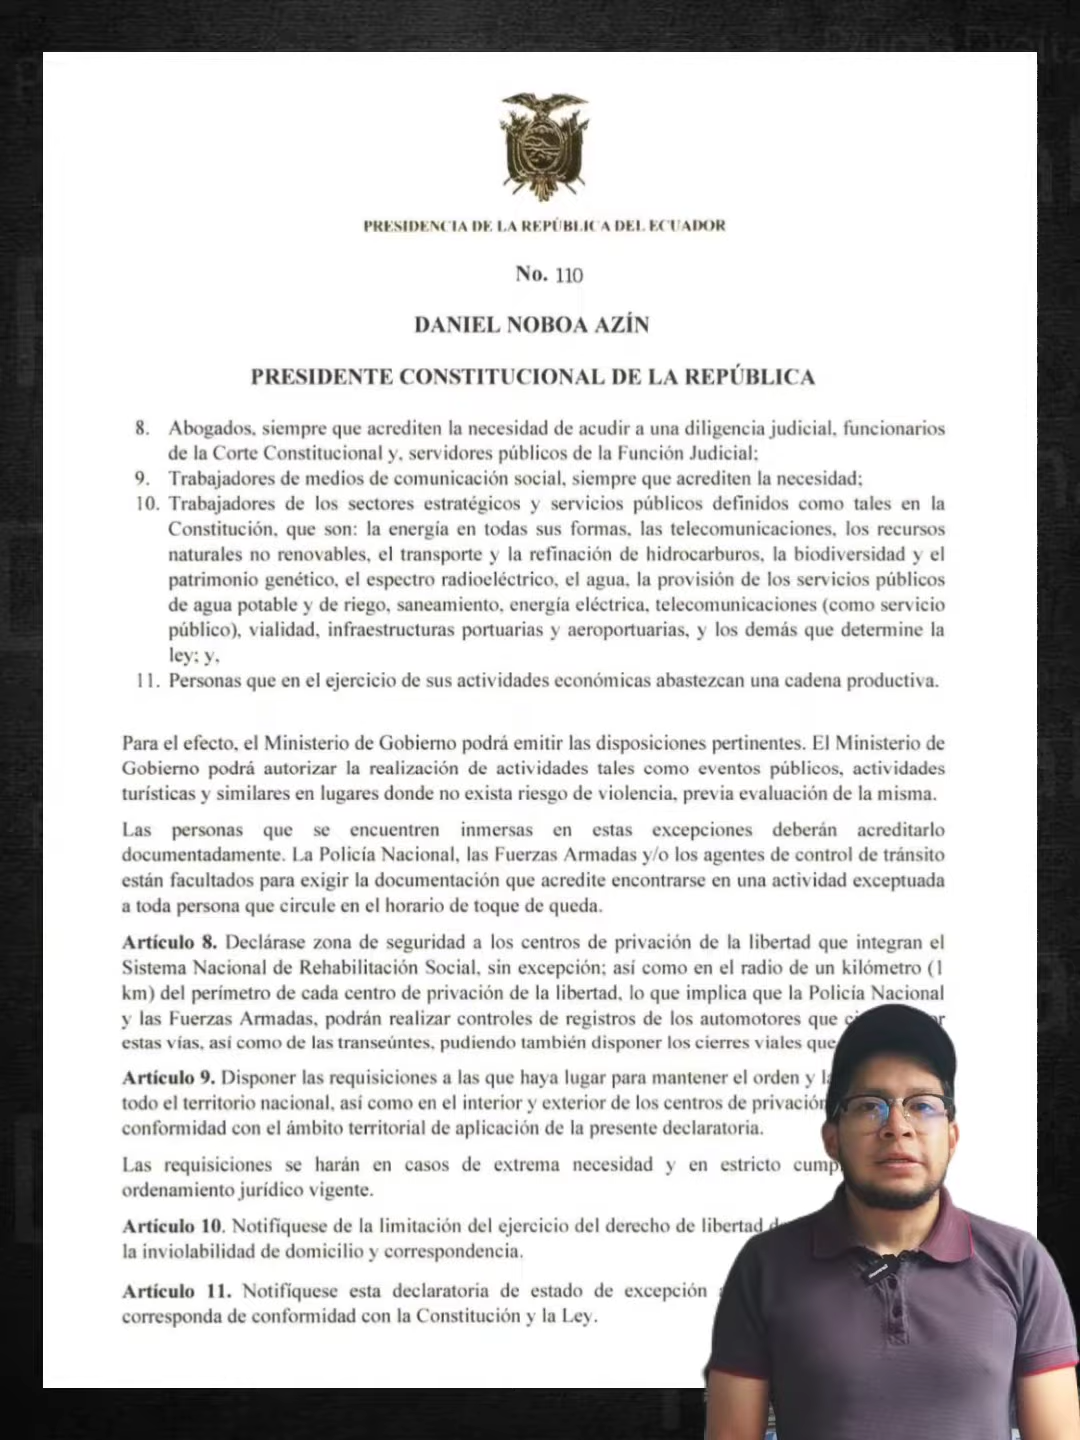 PRESIDENCIA DE LA REPÚBLICA DEL ECUADOR
No. 110
DANIEL NOBOA AZÍN
PRESIDENTE CONSTITUCIONAL DE LA REPÚBLICA
8. Abogados, siempre que acrediten la necesidad de acudir a una diligencia judicial, funcionarios
de la Corte Constitucional y, servidores públicos de la Función Judicial;
9. Trabajadores de medios de comunicación social, siempre que acrediten la necesidad;
10. Trabajadores de los sectores estratégicos y servicios públicos definidos como tales en la
Constitución, que son: la energía en todas sus formas, las telecomunicaciones, los recursos
naturales no renovables, el transporte y la refinación de hidrocarburos, la biodiversidad y el
patrimonio genético, el espectro radioeléctrico, el agua, la provisión de los servicios públicos
de agua potable y de riego, saneamiento, energía eléctrica, telecomunicaciones (como servicio
público), vialidad, infraestructuras portuarias y aeroportuarias, y los demás que determine la
ley; y,
11. Personas que en el ejercicio de sus actividades económicas abastezcan una cadena productiva.
Para el efecto, el Ministerio de Gobierno podrá emitir las disposiciones pertinentes. El Ministerio de
Gobierno podrá autorizar la realización de actividades tales como eventos públicos, actividades
turísticas y similares en lugares donde no exista riesgo de violencia, previa evaluación de la misma.
Las personas que se encuentren inmersas en estas excepciones deberán acreditarlo
documentadamente. La Policía Nacional, las Fuerzas Armadas y/o los agentes de control de tránsito
están facultados para exigir la documentación que acredite encontrarse en una actividad exceptuada
a toda persona que circule en el horario de toque de queda.
Artículo 8. Declárase zona de seguridad a los centros de privación de la libertad que integran el
Sistema Nacional de Rehabilitación Social, sin excepción; así como en el radio de un kilómetro (1
km) del perímetro de cada centro de privación de la libertad, lo que implica que la Policía Nacional
y las Fuerzas Armadas, podrán realizar controles de registros de los automotores que
estas vías, así como de las transeúntes, pudiendo también disponer los cierres viales que
Artículo 9. Disponer las requisiciones a las que haya lugar para mantener el orden y
todo el territorio nacional, así como en el interior y exterior de los centros de privación
conformidad con el ámbito territorial de aplicación de la presente declaratoria.
Las requisiciones se harán en casos de extrema necesidad y en estricto
ordenamiento jurídico vigente.
Artículo 10. Notifíquese de la limitación del ejercicio del derecho de libertad
la inviolabilidad de domicilio y correspondencia.
Artículo 11. Notifíquese esta declaratoria de estado de excepción
corresponda de conformidad con la Constitución y la Ley.